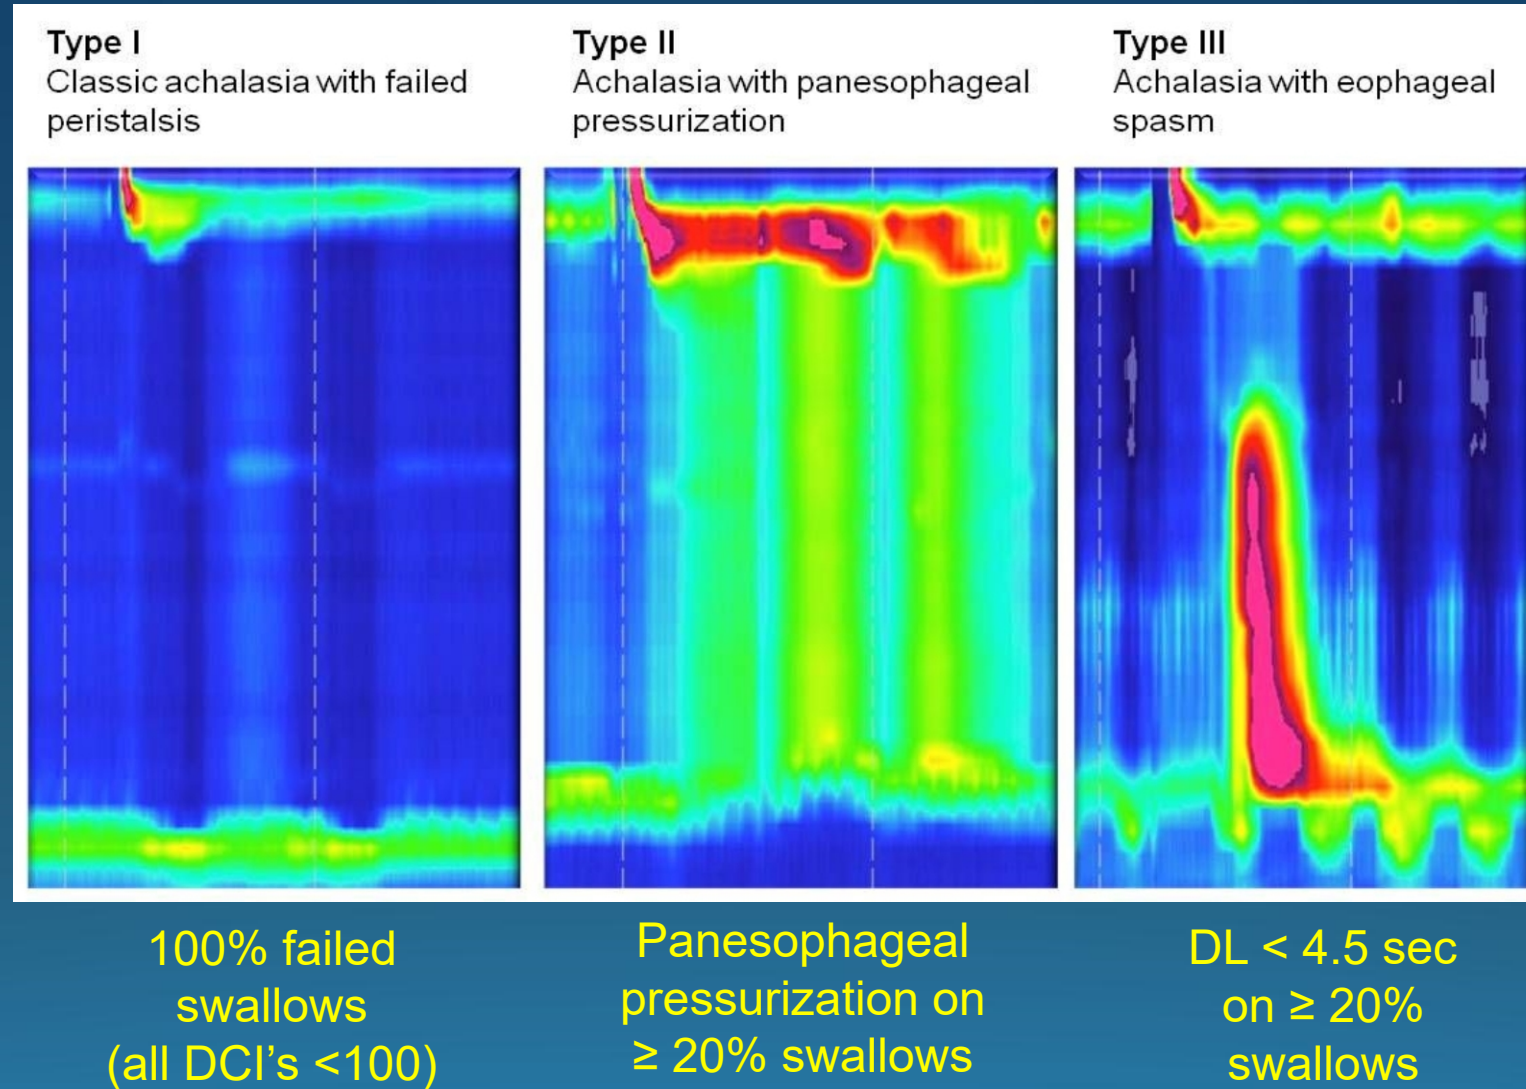 Type I
Classic achalasia with failed
peristalsis
Type II
Achalasia with panesophageal
pressurization
Type III
Achalasia with eophageal
spasm
100% failed
swallows
(all DCI’s <100)
Panesophageal
pressurization on
≥ 20% swallows
DL < 4.5 sec
on ≥ 20%
swallows